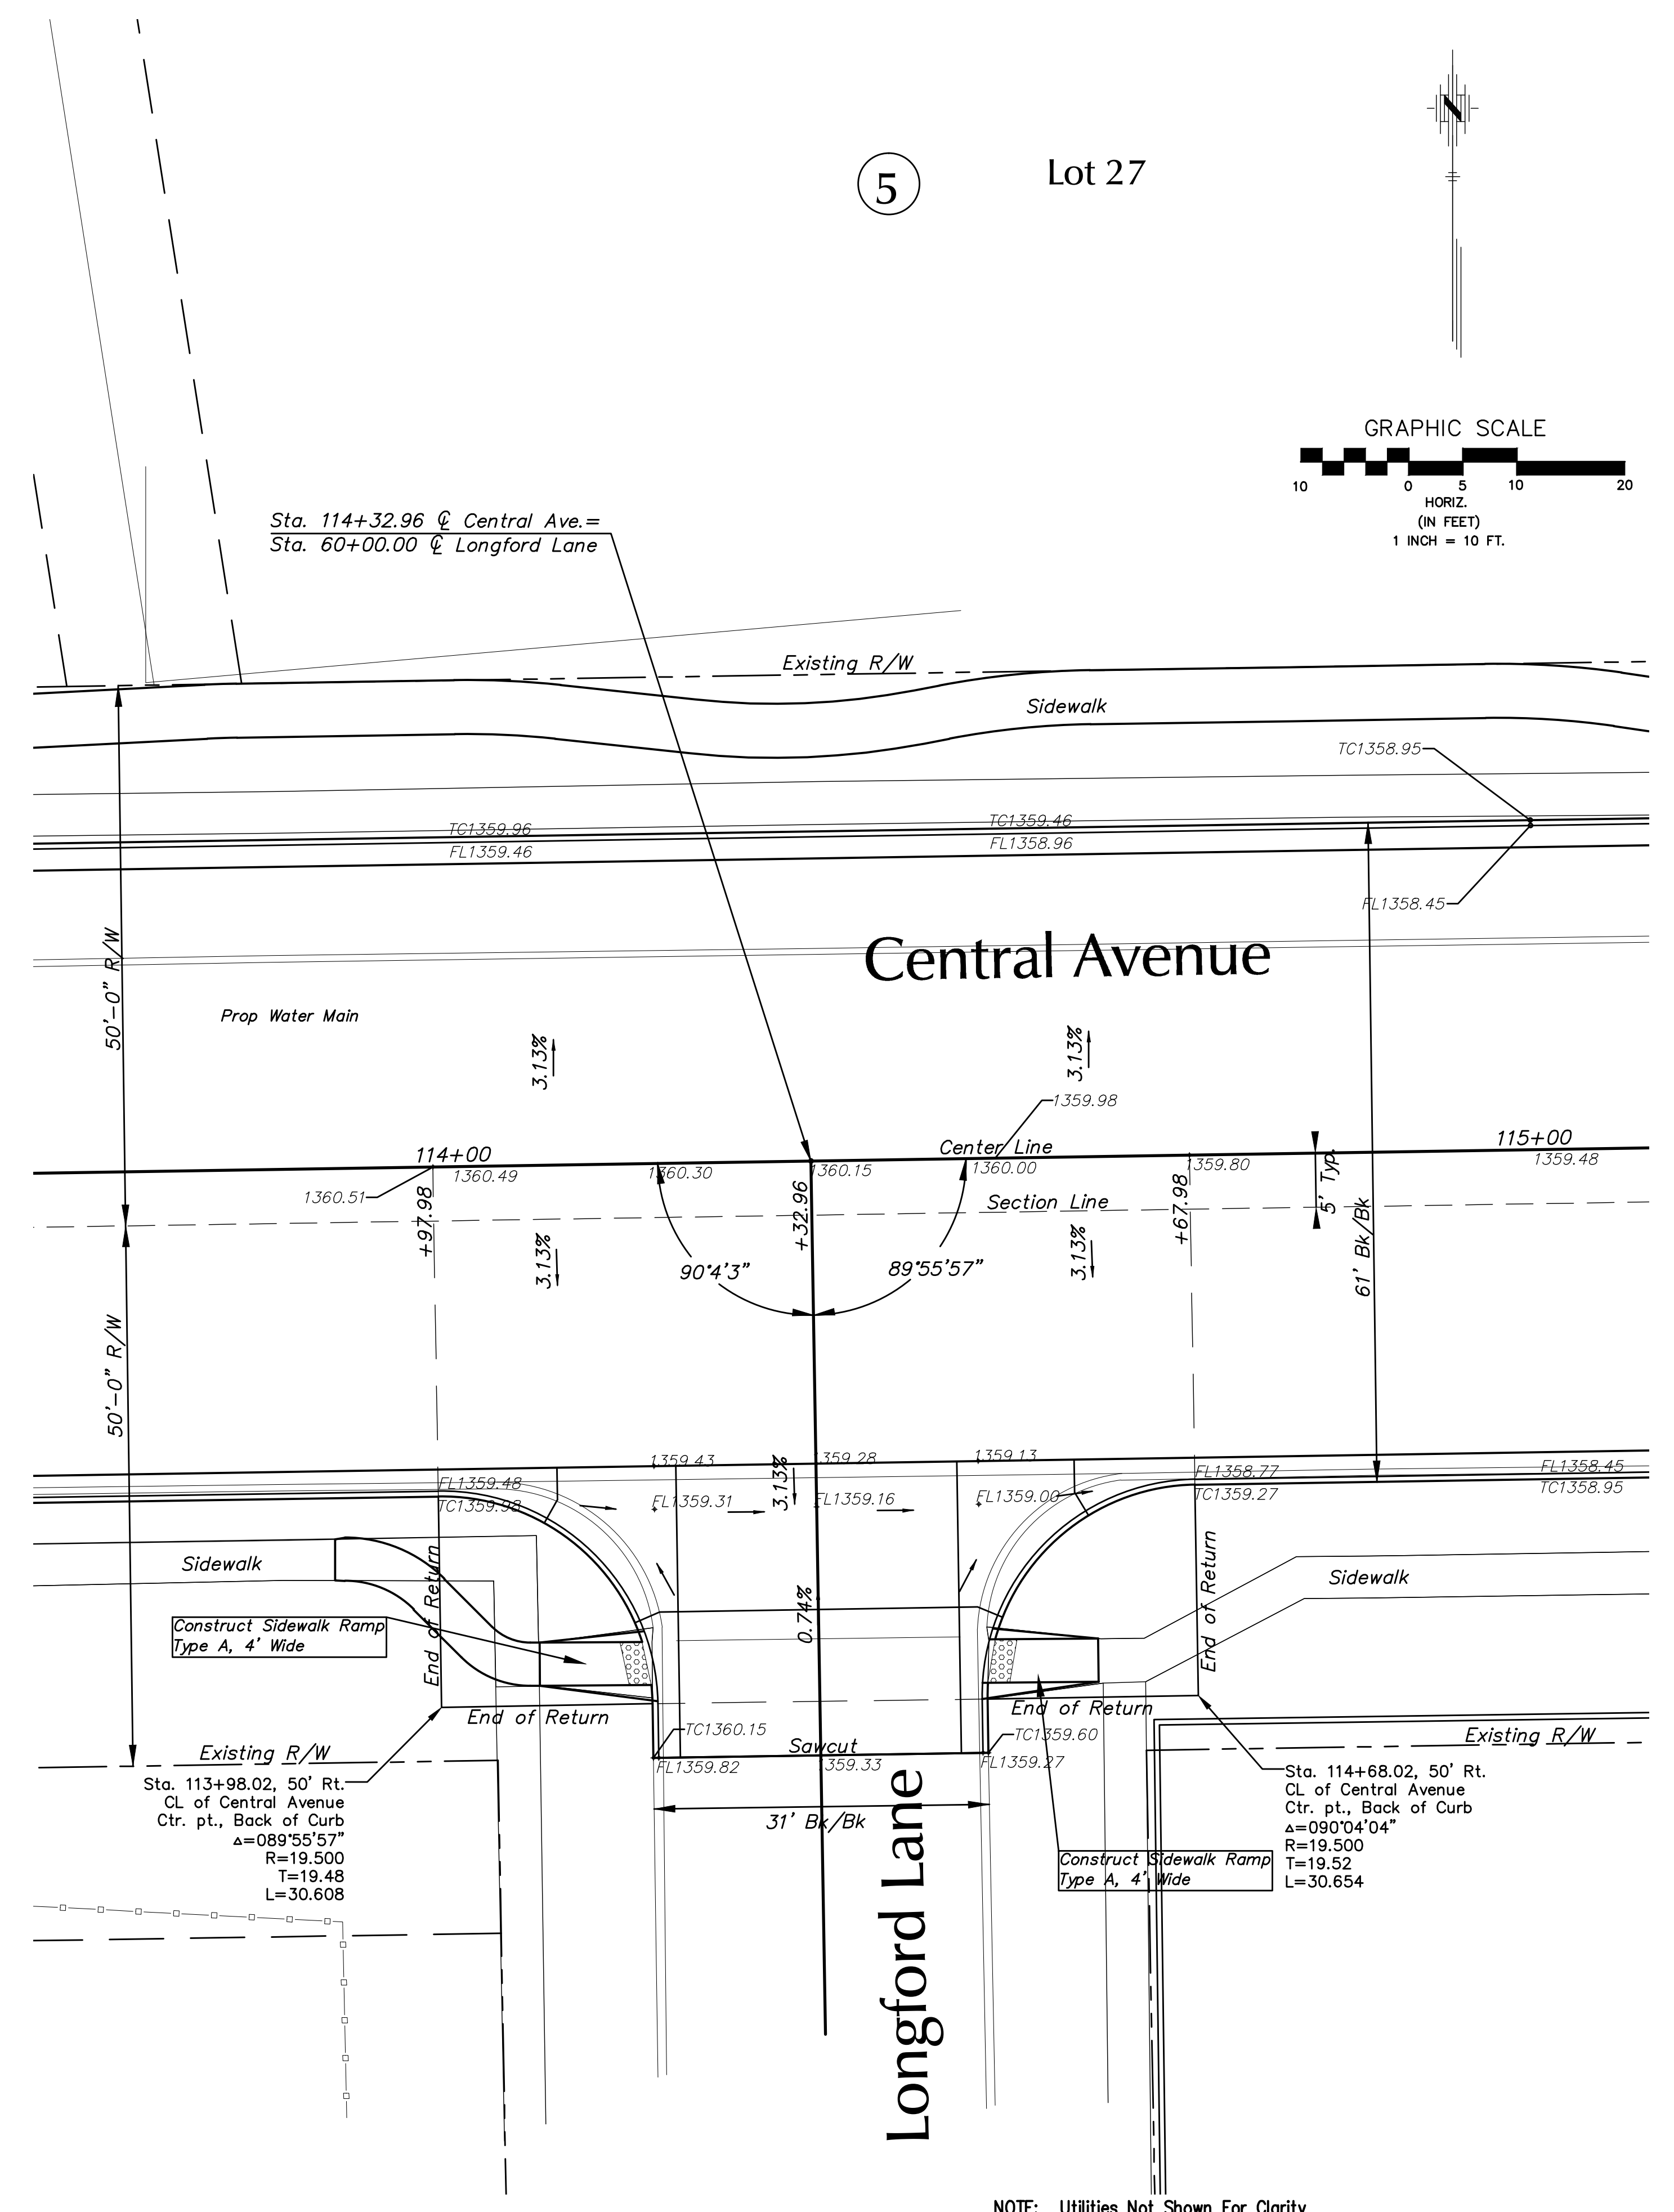 N
5
Lot 27
GRAPHIC SCALE
10 0 5 10 20
HORIZ.
(IN FEET)
1 INCH = 10 FT.
Sta. 114+32.96 ℄ Central Ave.=
Sta. 60+00.00 ℄ Longford Lane
Existing R/W
Sidewalk
TC1358.95
TC1359.96
TC1359.46
FL1359.46
FL1358.96
FL1358.45
Central Avenue
50'-0" R/W
Prop Water Main
3.13%
3.13%
1359.98
Center Line
114+00
115+00
1360.49
1360.30
1360.15
1360.00
1359.80
1359.48
1360.51
Section Line
5' Typ.
+97.98
+32.96
+67.98
61' Bk/Bk
3.13%
90°4'3"
89°55'57"
3.13%
50'-0" R/W
1359.43
1359.28
1359.13
3.13%
FL1359.48
TC1359.98
FL1359.31
FL1359.16
FL1359.00
FL1358.77
TC1359.27
FL1358.45
TC1358.95
Sidewalk
End of Return
0.74%
End of Return
Sidewalk
Construct Sidewalk Ramp
Type A, 4' Wide
End of Return
End of Return
TC1360.15
TC1359.60
Sawcut
Existing R/W
Existing R/W
FL1359.82
1359.33
FL1359.27
Sta. 113+98.02, 50' Rt.
CL of Central Avenue
Ctr. pt., Back of Curb
Δ=089°55'57"
R=19.500
T=19.48
L=30.608
31' Bk/Bk
Sta. 114+68.02, 50' Rt.
CL of Central Avenue
Ctr. pt., Back of Curb
Δ=090°04'04"
R=19.500
T=19.52
L=30.654
Construct Sidewalk Ramp
Type A, 4' Wide
Longford Lane
NOTE: Utilities Not Shown For Clarity